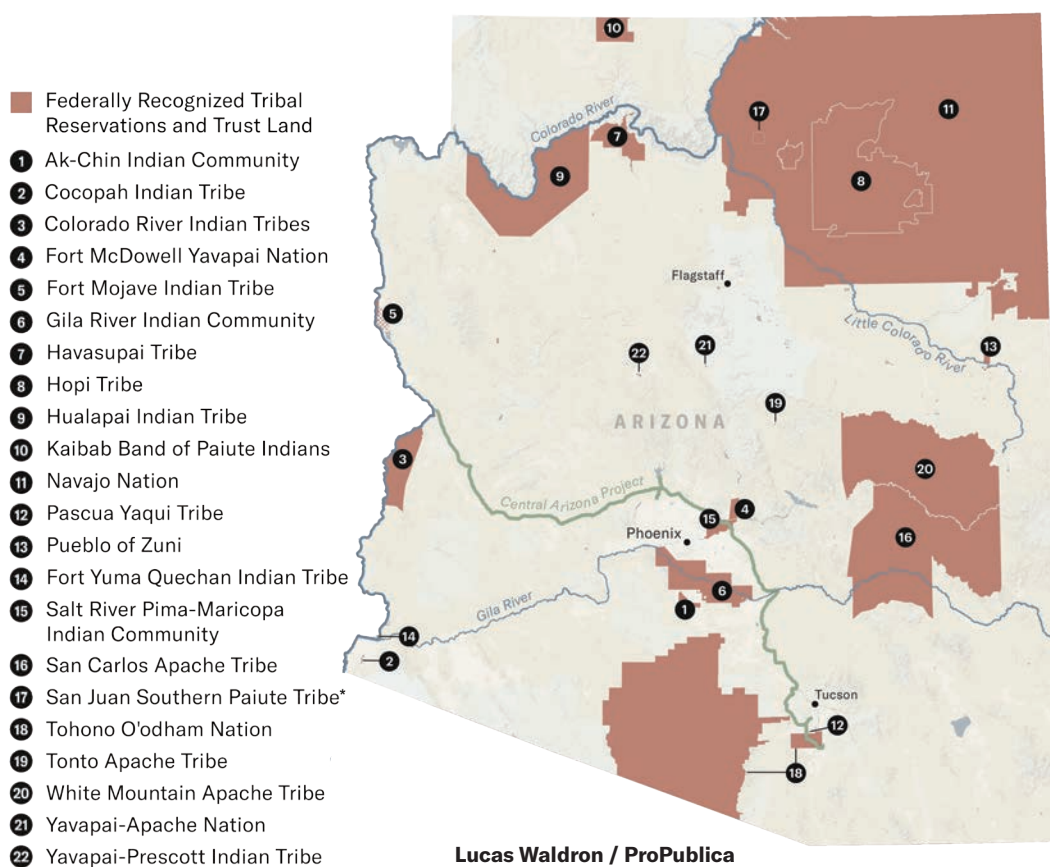 Federally Recognized Tribal
Reservations and Trust Land
1 Ak-Chin Indian Community
2 Cocopah Indian Tribe
3 Colorado River Indian Tribes
4 Fort McDowell Yavapai Nation
5 Fort Mojave Indian Tribe
6 Gila River Indian Community
7 Havasupai Tribe
8 Hopi Tribe
9 Hualapai Indian Tribe
10 Kaibab Band of Paiute Indians
11 Navajo Nation
12 Pascua Yaqui Tribe
13 Pueblo of Zuni
14 Fort Yuma Quechan Indian Tribe
15 Salt River Pima-Maricopa
Indian Community
16 San Carlos Apache Tribe
17 San Juan Southern Paiute Tribe*
18 Tohono O'odham Nation
19 Tonto Apache Tribe
20 White Mountain Apache Tribe
21 Yavapai-Apache Nation
22 Yavapai-Prescott Indian Tribe
10
Colorado River
7
17
11
9
8
Flagstaff
5
Little Colorado River
13
22
21
19
ARIZONA
3
20
Central Arizona Project
4
15
Phoenix
16
6
Gila River
1
14
2
Tucson
12
18
Lucas Waldron / ProPublica